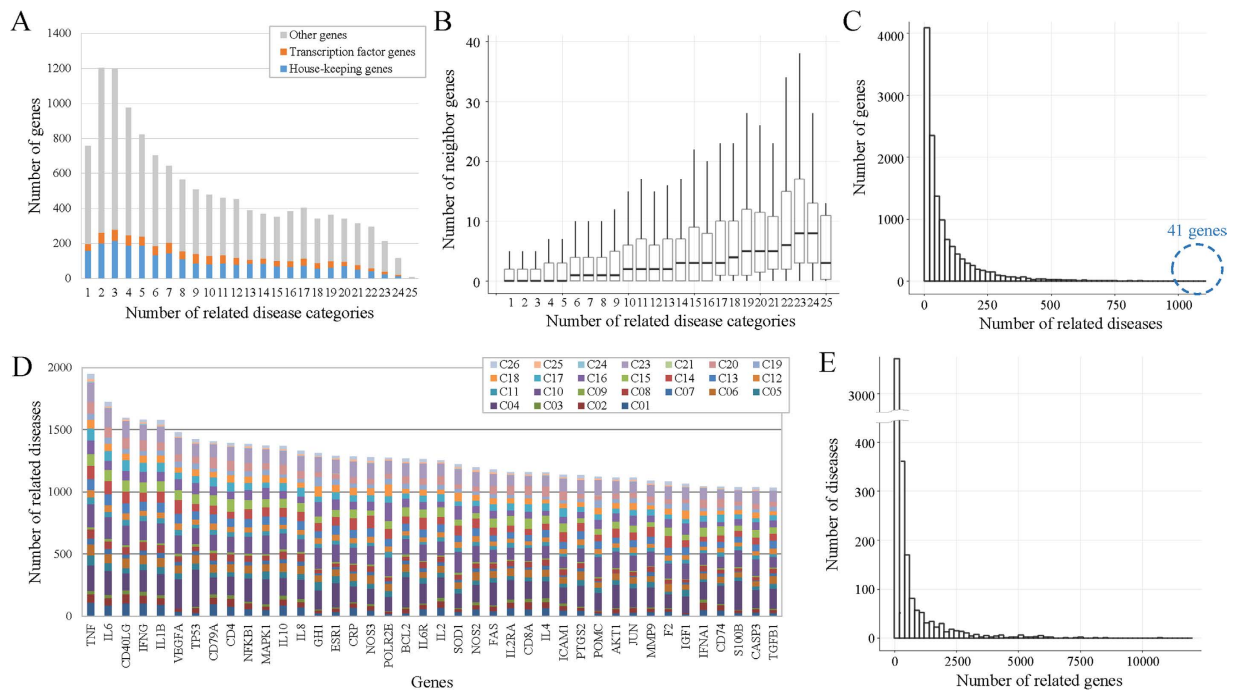 A
Number of genes
1400
1200
1000
800
600
400
200
0
Other genes
Transcription factor genes
House-keeping genes
1 2 3 4 5 6 7 8 9 10 11 12 13 14 15 16 17 18 19 20 21 22 23 24 25
Number of related disease categories
B
Number of neighbor genes
40
30
20
10
0
1 2 3 4 5 6 7 8 9 10 11 12 13 14 15 16 17 18 19 20 21 22 23 24 25
Number of related disease categories
C
Number of genes
4000
3000
2000
1000
0
41 genes
0 250 500 750 1000
Number of related diseases
D
Number of related diseases
2000
1500
1000
500
0
C26 C25 C24 C23 C21 C20 C19
C18 C17 C16 C15 C14 C13 C12
C11 C10 C09 C08 C07 C06 C05
C04 C03 C02 C01
TNF
IL6
CD40LG
IFNG
IL1B
VEGFA
TP53
CD79A
CD4
NFKB1
MAPK1
IL10
IL8
GH1
ESR1
CRP
NOS3
POLR2E
BCL2
IL6R
IL2
SOD1
NOS2
FAS
IL2RA
CD8A
IL4
ICAM1
PTGS2
POMC
AKT1
JUN
MMP9
F2
IGF1
IFNA1
CD74
S100B
CASP3
TGFB1
Genes
E
Number of diseases
3000
400
300
200
100
0
0 2500 5000 7500 10000
Number of related genes